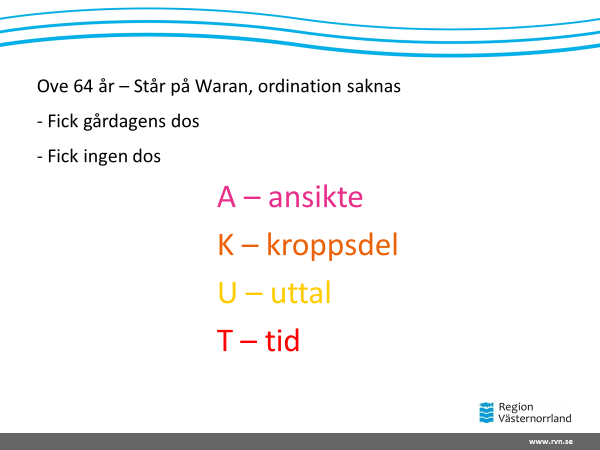 Ove 64 år – Står på Waran, ordination saknas
- Fick gårdagens dos
- Fick ingen dos
A – ansikte
K – kroppsdel
U – uttal
T – tid
Region
Västernorrland
www.rvn.se